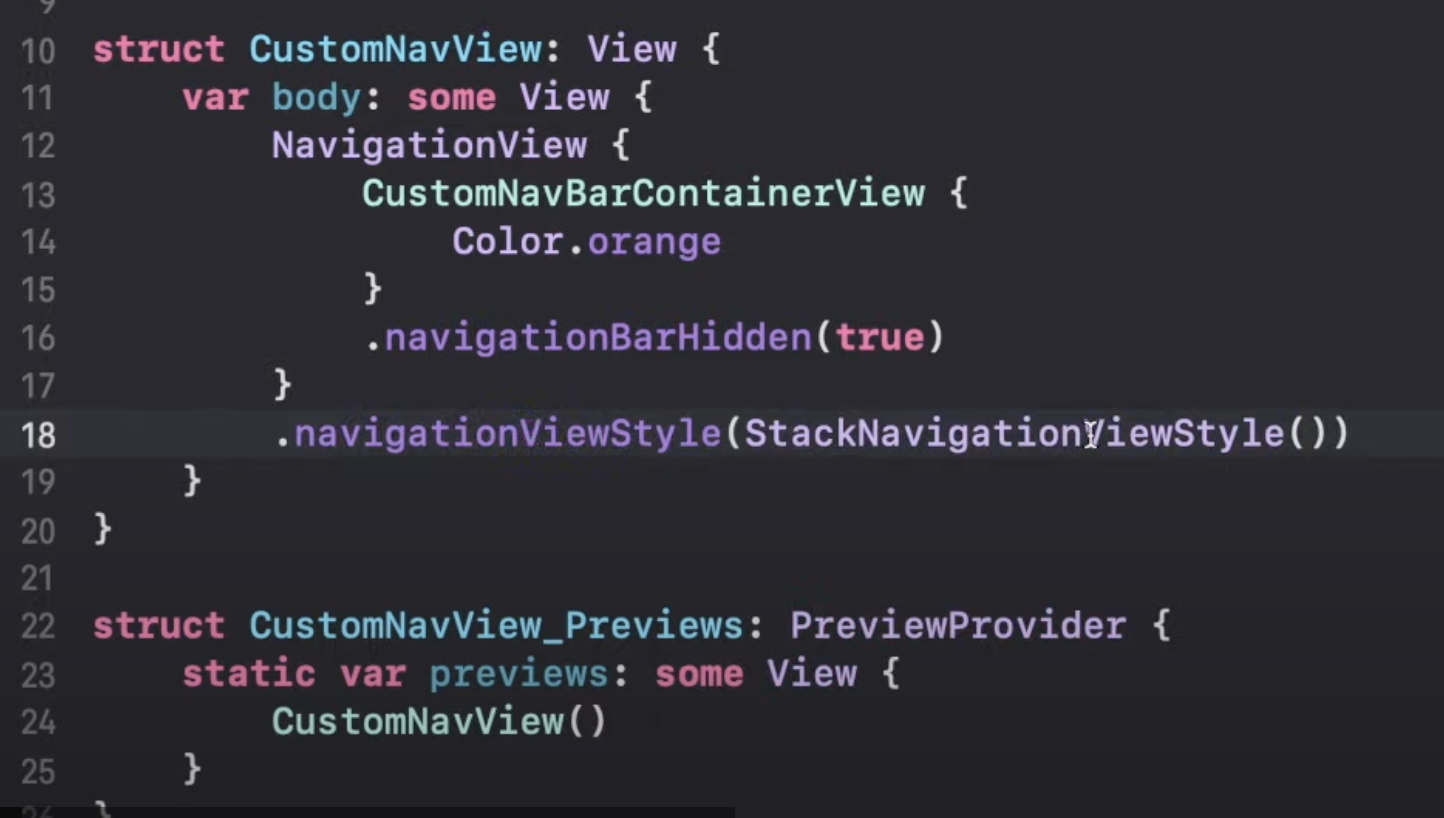 9
10 struct CustomNavView: View {
11 var body: some View {
12 NavigationView {
13 CustomNavBarContainerView {
14 Color.orange
15 }
16 .navigationBarHidden(true)
17 }
18 .navigationViewStyle(StackNavigationViewStyle())
19 }
20 }
21
22 struct CustomNavView_Previews: PreviewProvider {
23 static var previews: some View {
24 CustomNavView()
25 }
26 }